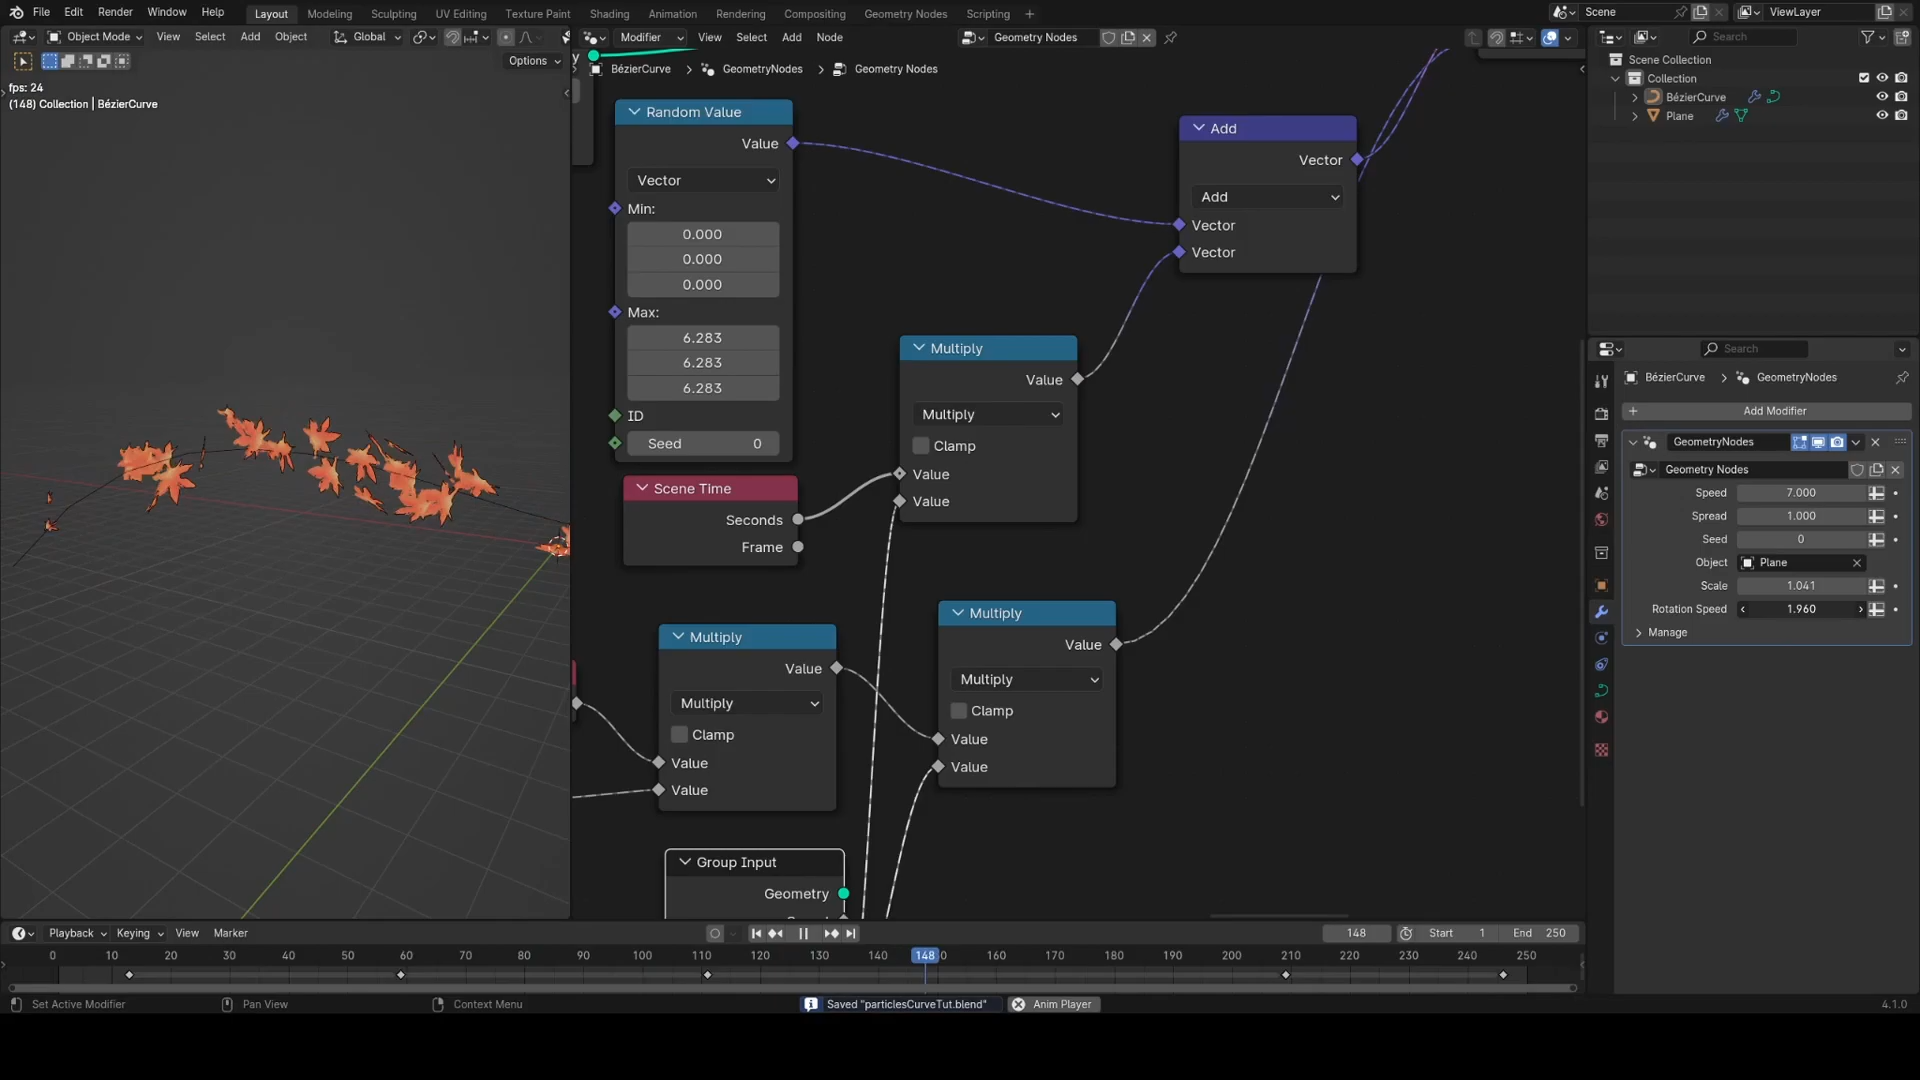 File Edit Render Window Help Layout Modeling Sculpting UV Editing Texture Paint Shading Animation Rendering Compositing Geometry Nodes Scripting + Scene ViewLayer
Object Mode View Select Add Object Global Modifier View Select Add Node Geometry Nodes Search
Options
fps: 24
(148) Collection | BézierCurve
y
BézierCurve > GeometryNodes > Geometry Nodes
Random Value
Value
Vector
Min:
0.000
0.000
0.000
Max:
6.283
6.283
6.283
ID
Seed 0
Scene Time
Seconds
Frame
Multiply
Value
Multiply
Clamp
Value
Value
Add
Vector
Add
Vector
Vector
Multiply
Value
Multiply
Clamp
Value
Value
Multiply
Value
Multiply
Clamp
Value
Value
Group Input
Geometry
Scene Collection
Collection
BézierCurve
Plane
Search
BézierCurve > GeometryNodes
+ Add Modifier
GeometryNodes
Geometry Nodes
Speed 7.000
Spread 1.000
Seed 0
Object Plane
Scale 1.041
Rotation Speed 1.960
Manage
Playback Keying View Marker 148 Start 1 End 250
0 10 20 30 40 50 60 70 80 90 100 110 120 130 140 148 0 160 170 180 190 200 210 220 230 240 250
Set Active Modifier Pan View Context Menu Saved "particlesCurveTut.blend" Anim Player 4.1.0